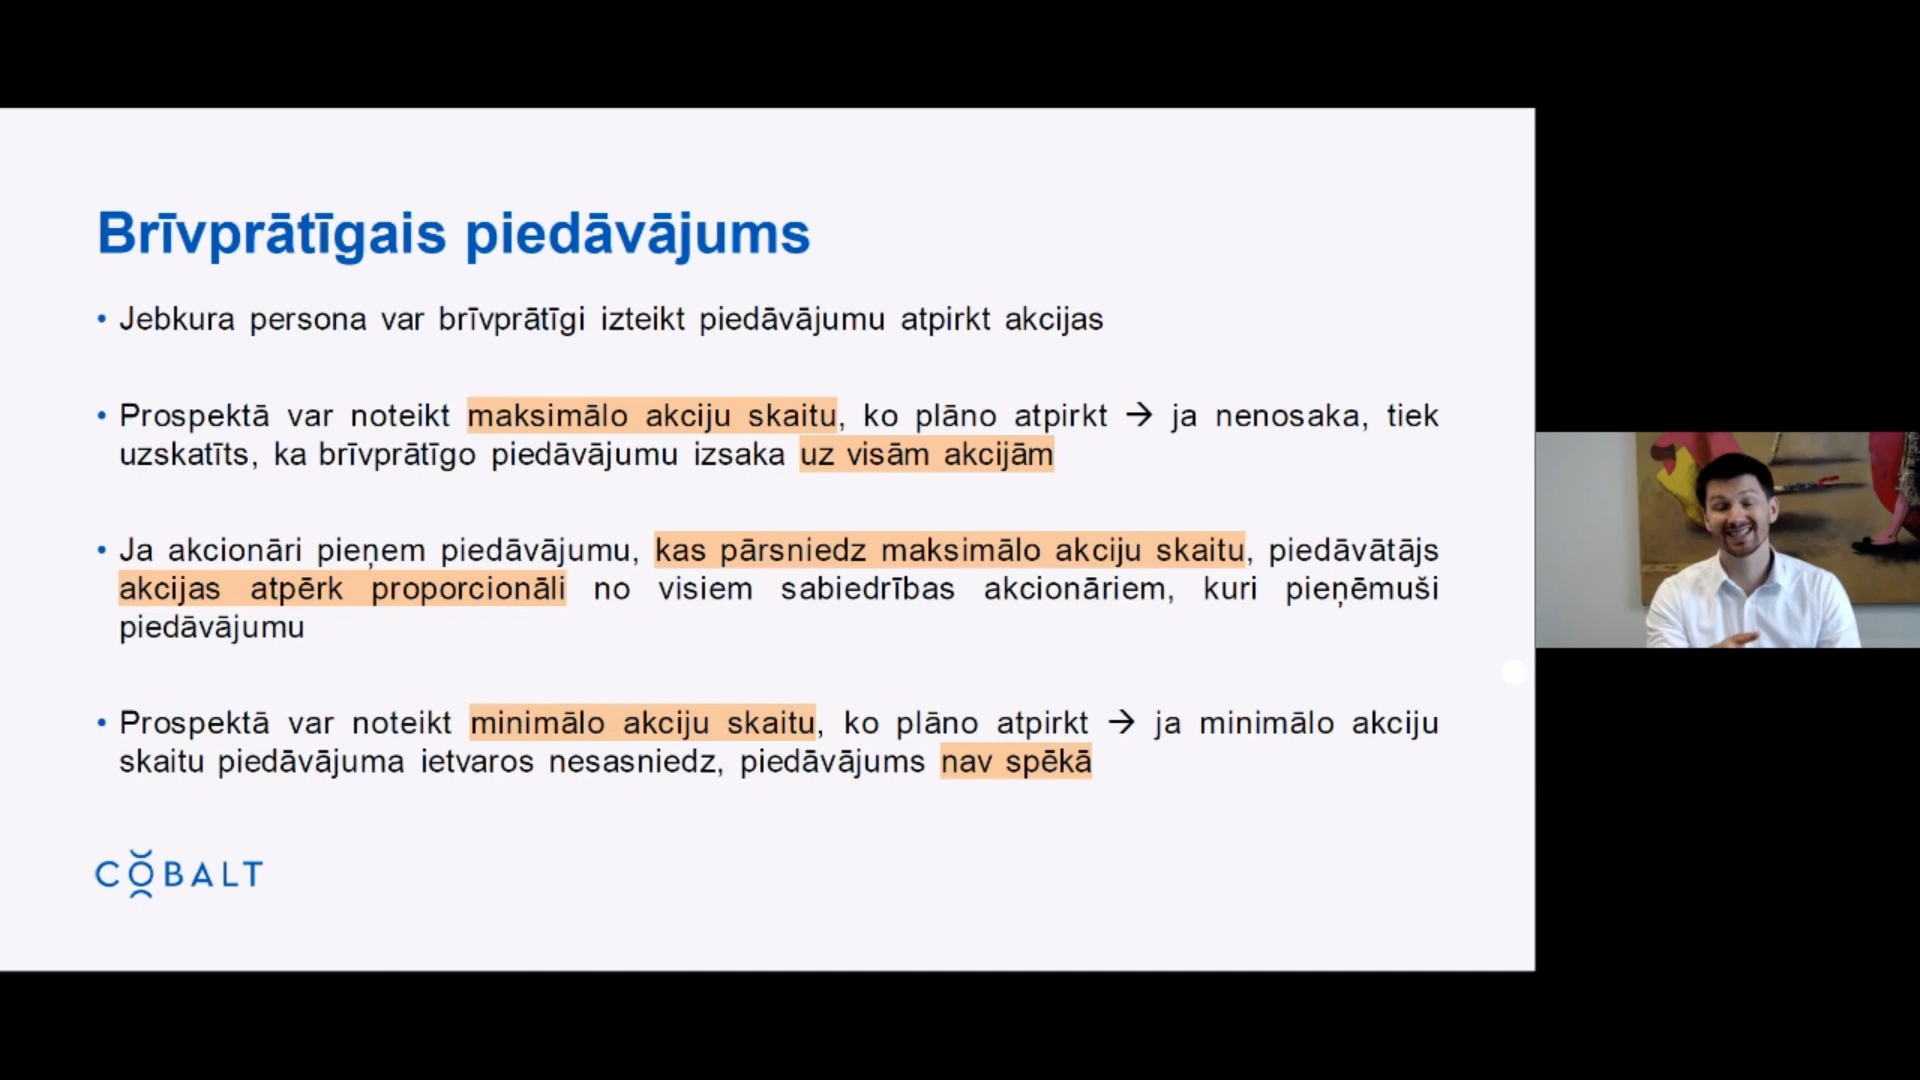 Brīvprātīgais piedāvājums
• Jebkura persona var brīvprātīgi izteikt piedāvājumu atpirkt akcijas
• Prospektā var noteikt maksimālo akciju skaitu, ko plāno atpirkt → ja nenosaka, tiek
uzskatīts, ka brīvprātīgo piedāvājumu izsaka uz visām akcijām
• Ja akcionāri pieņem piedāvājumu, kas pārsniedz maksimālo akciju skaitu, piedāvātājs
akcijas atpērk proporcionāli no visiem sabiedrības akcionāriem, kuri pieņēmuši
piedāvājumu
• Prospektā var noteikt minimālo akciju skaitu, ko plāno atpirkt → ja minimālo akciju
skaitu piedāvājuma ietvaros nesasniedz, piedāvājums nav spēkā
COBALT